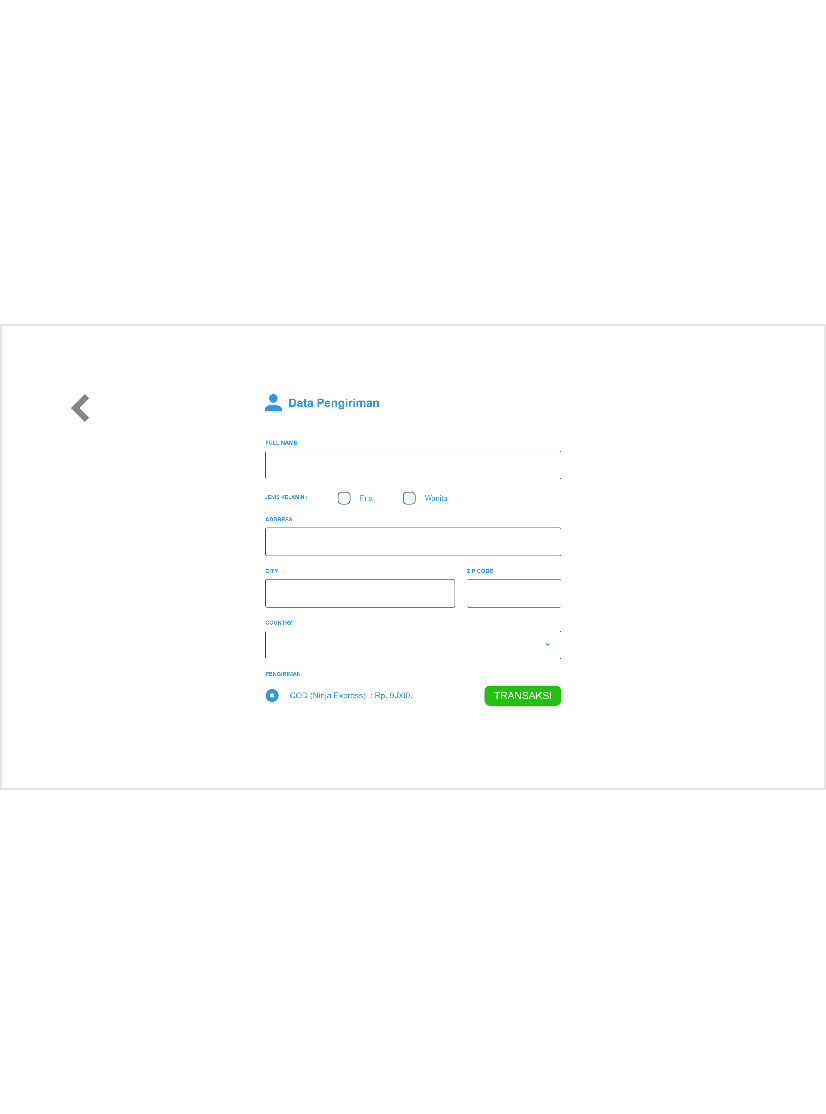 Data Pengiriman
FULL NAME
JENIS KELAMIN :
Pria
Wanita
ADDRESS
CITY
ZIP CODE
COUNTRY
PENGIRIMAN
COD (Ninja Express) : Rp. 9.000,
TRANSAKSI